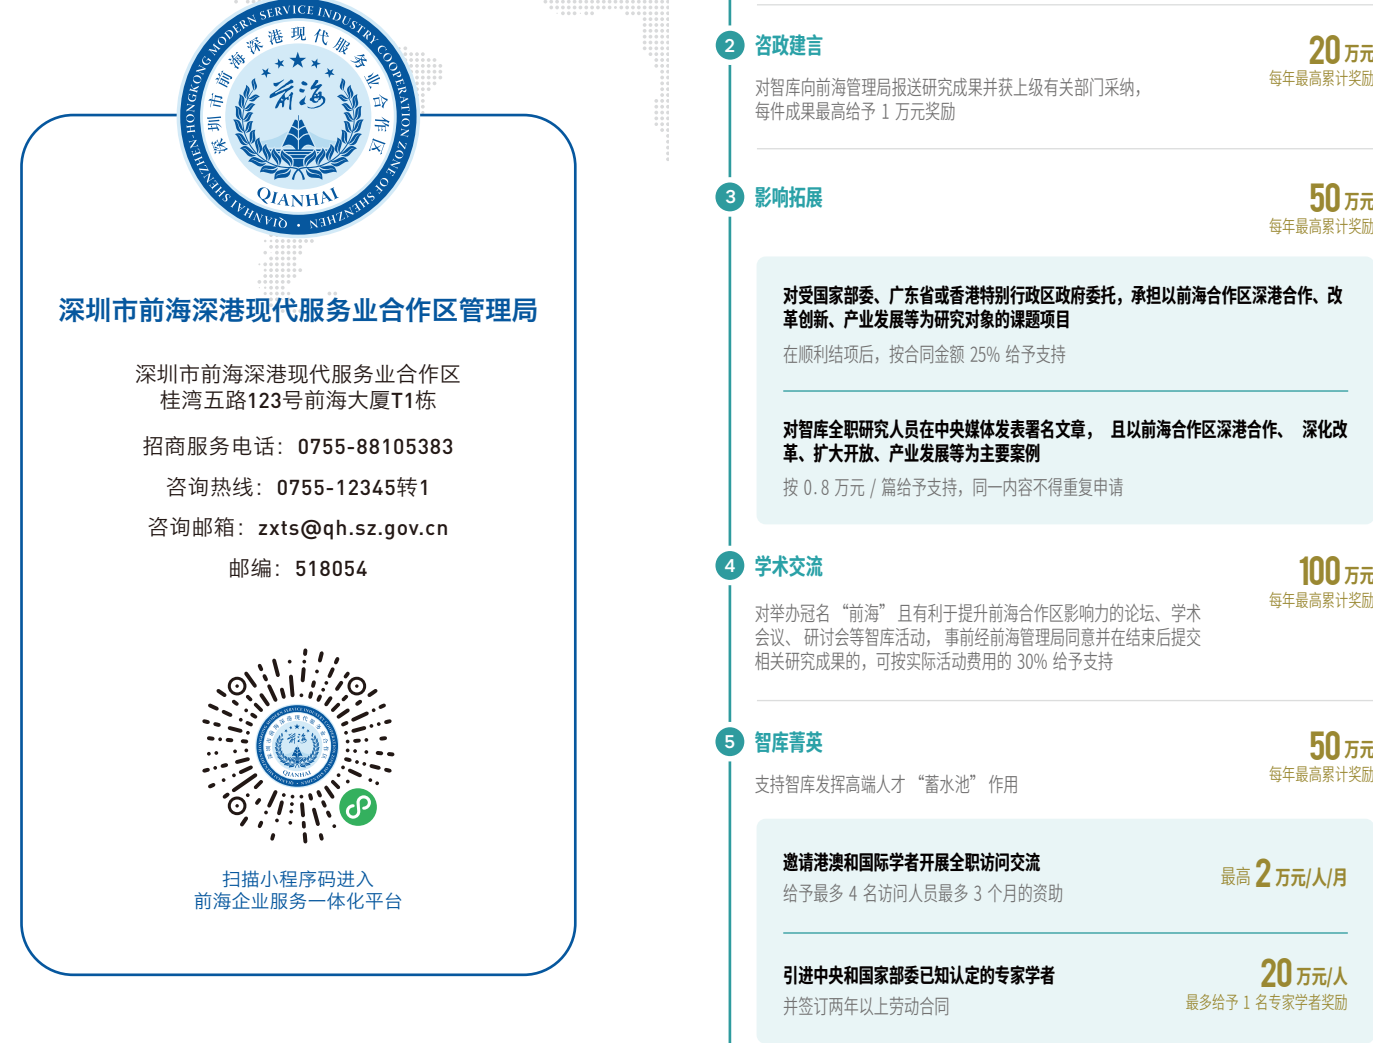 深圳市前海深港现代服务业合作区
QIANHAI SHENZHEN-HONGKONG MODERN SERVICE INDUSTRY COOPERATION ZONE OF SHENZHEN
前海
QIANHAI
深圳市前海深港现代服务业合作区管理局
深圳市前海深港现代服务业合作区
桂湾五路123号前海大厦T1栋
招商服务电话：0755-88105383
咨询热线：0755-12345转1
咨询邮箱：zxts@qh.sz.gov.cn
邮编：518054
前海
QIANHAI
扫描小程序码进入
前海企业服务一体化平台
2 咨政建言
20 万元
每年最高累计奖励
对智库向前海管理局报送研究成果并获上级有关部门采纳，
每件成果最高给予 1 万元奖励
3 影响拓展
50 万元
每年最高累计奖励
对受国家部委、广东省或香港特别行政区政府委托，承担以前海合作区深港合作、改
革创新、产业发展等为研究对象的课题项目
在顺利结项后，按合同金额 25% 给予支持
对智库全职研究人员在中央媒体发表署名文章， 且以前海合作区深港合作、 深化改
革、扩大开放、产业发展等为主要案例
按 0.8 万元 / 篇给予支持，同一内容不得重复申请
4 学术交流
100 万元
每年最高累计奖励
对举办冠名 “前海” 且有利于提升前海合作区影响力的论坛、学术
会议、 研讨会等智库活动， 事前经前海管理局同意并在结束后提交
相关研究成果的，可按实际活动费用的 30% 给予支持
5 智库菁英
50 万元
每年最高累计奖励
支持智库发挥高端人才 “蓄水池” 作用
邀请港澳和国际学者开展全职访问交流
最高 2 万元/人/月
给予最多 4 名访问人员最多 3 个月的资助
引进中央和国家部委已知认定的专家学者
20 万元/人
并签订两年以上劳动合同
最多给予 1 名专家学者奖励